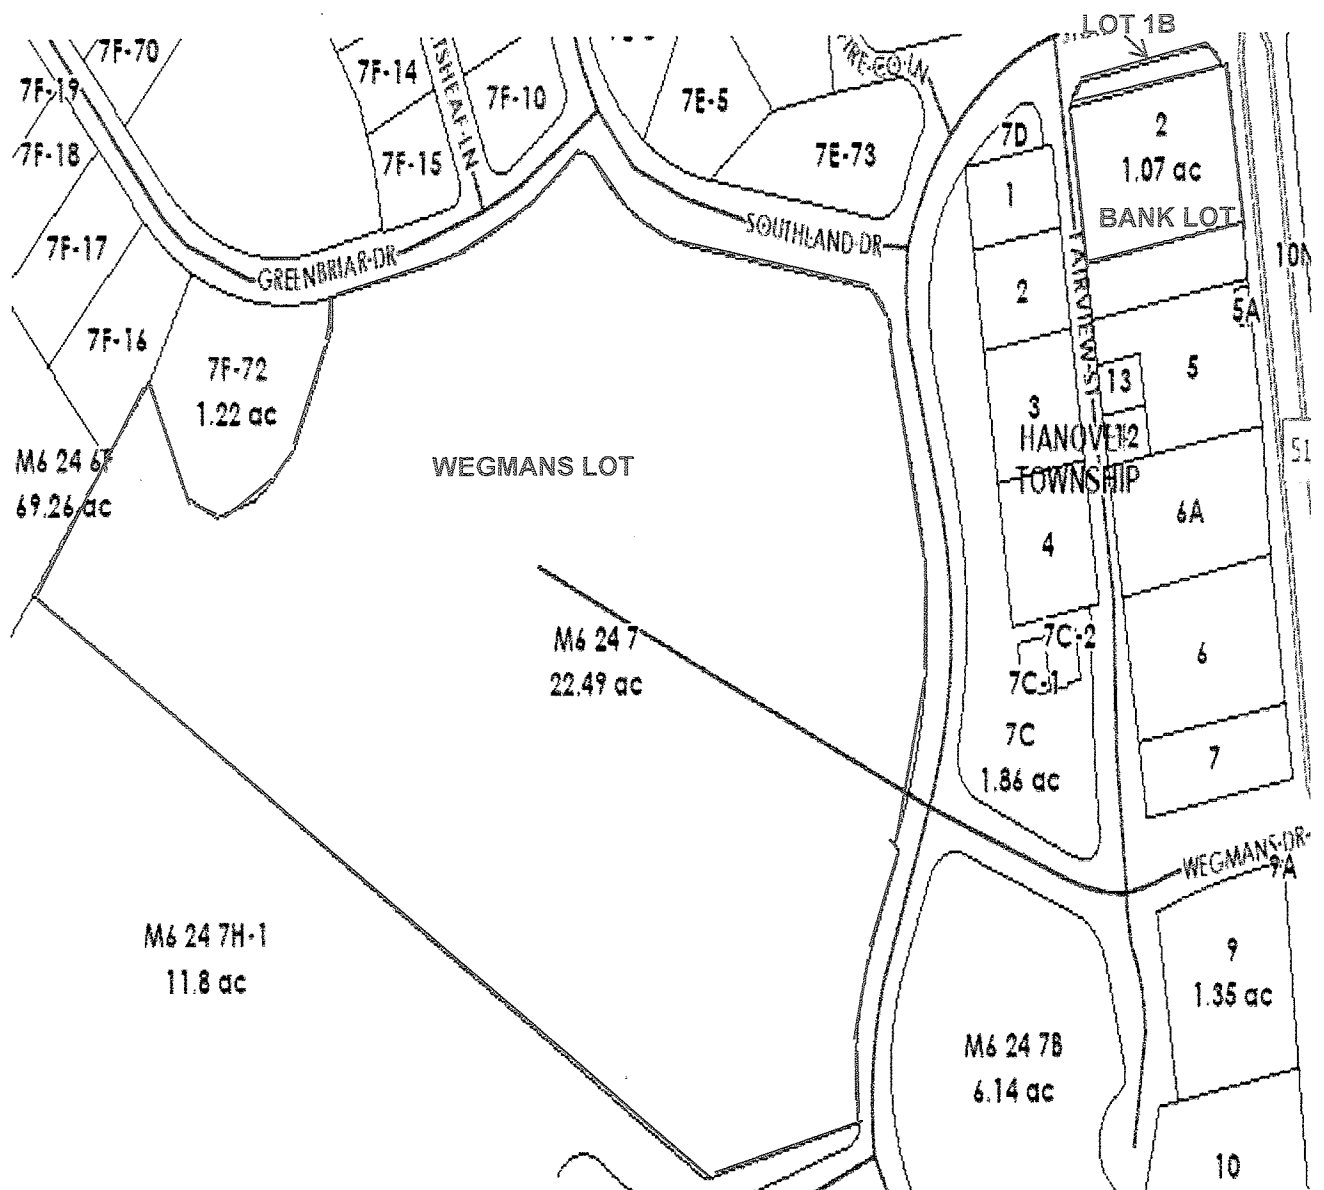 LOT 1B
7F-70
7F-14
7F-19
7F-10
7E-5
7F-18
7F-15
7E-73
7D
2
1.07 ac
1
BANK LOT
SOUTHLAND DR
GREENBRIAR DR
7F-17
10N
2
5A
7F-16
7F-72
1.22 ac
FAIRVIEW ST
13
5
3
HANOVER
12
TOWNSHIP
M6 24 6F
69.26 ac
WEGMANS LOT
6A
4
M6 24 7
22.49 ac
7C-2
7C-1
6
7C
1.86 ac
7
WEGMANS DR
9A
M6 24 7H-1
11.8 ac
9
1.35 ac
M6 24 7B
6.14 ac
10